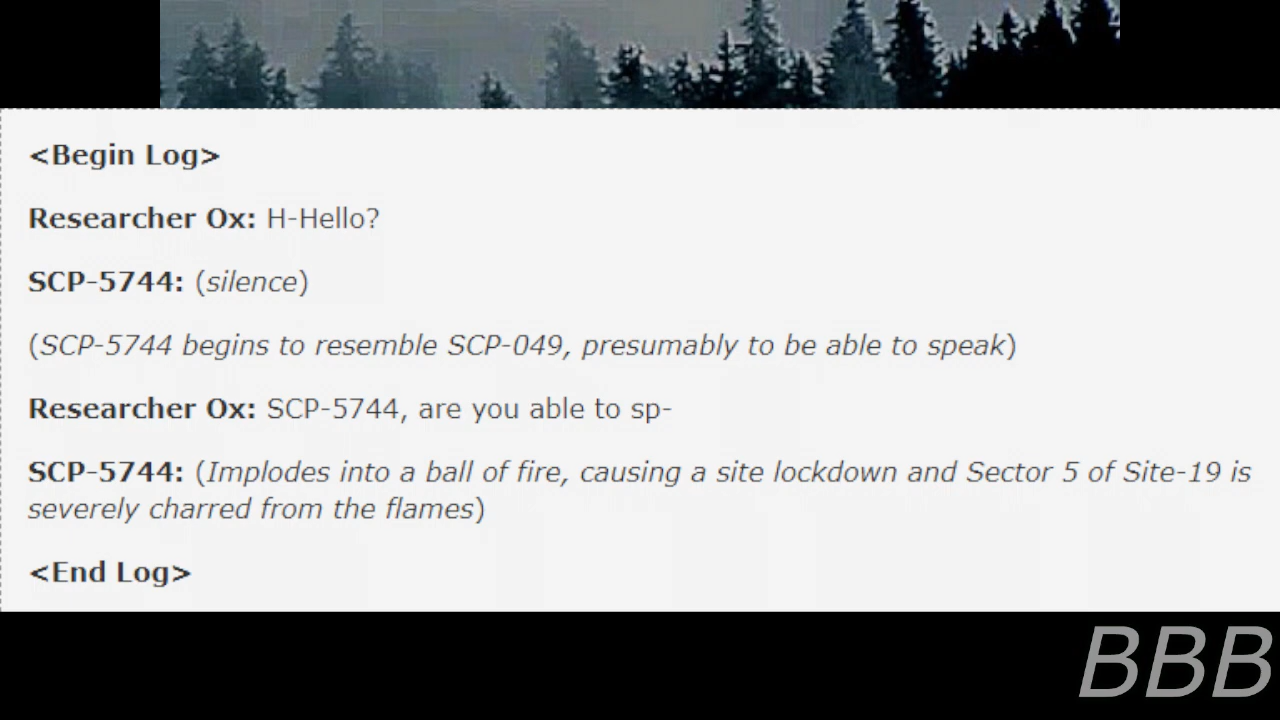 <Begin Log>
Researcher Ox: H-Hello?
SCP-5744: (silence)
(SCP-5744 begins to resemble SCP-049, presumably to be able to speak)
Researcher Ox: SCP-5744, are you able to sp-
SCP-5744: (Implodes into a ball of fire, causing a site lockdown and Sector 5 of Site-19 is
severely charred from the flames)
<End Log>
BBB